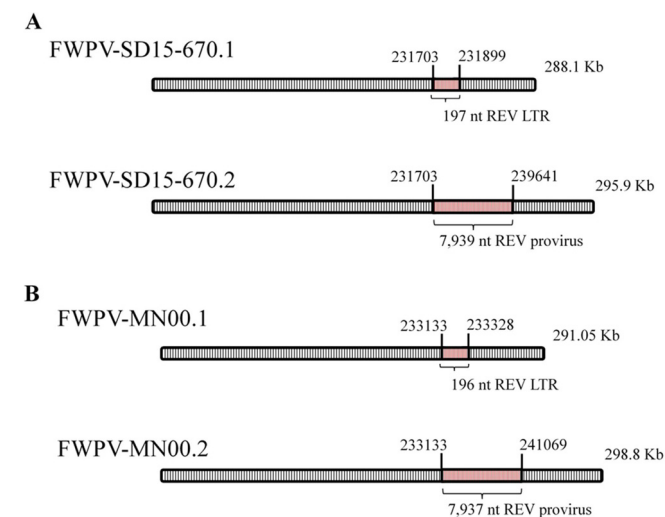 A
FWPV-SD15-670.1
231703 231899
288.1 Kb
197 nt REV LTR
FWPV-SD15-670.2
231703 239641
295.9 Kb
7,939 nt REV provirus
B
FWPV-MN00.1
233133 233328
291.05 Kb
196 nt REV LTR
FWPV-MN00.2
233133 241069
298.8 Kb
7,937 nt REV provirus